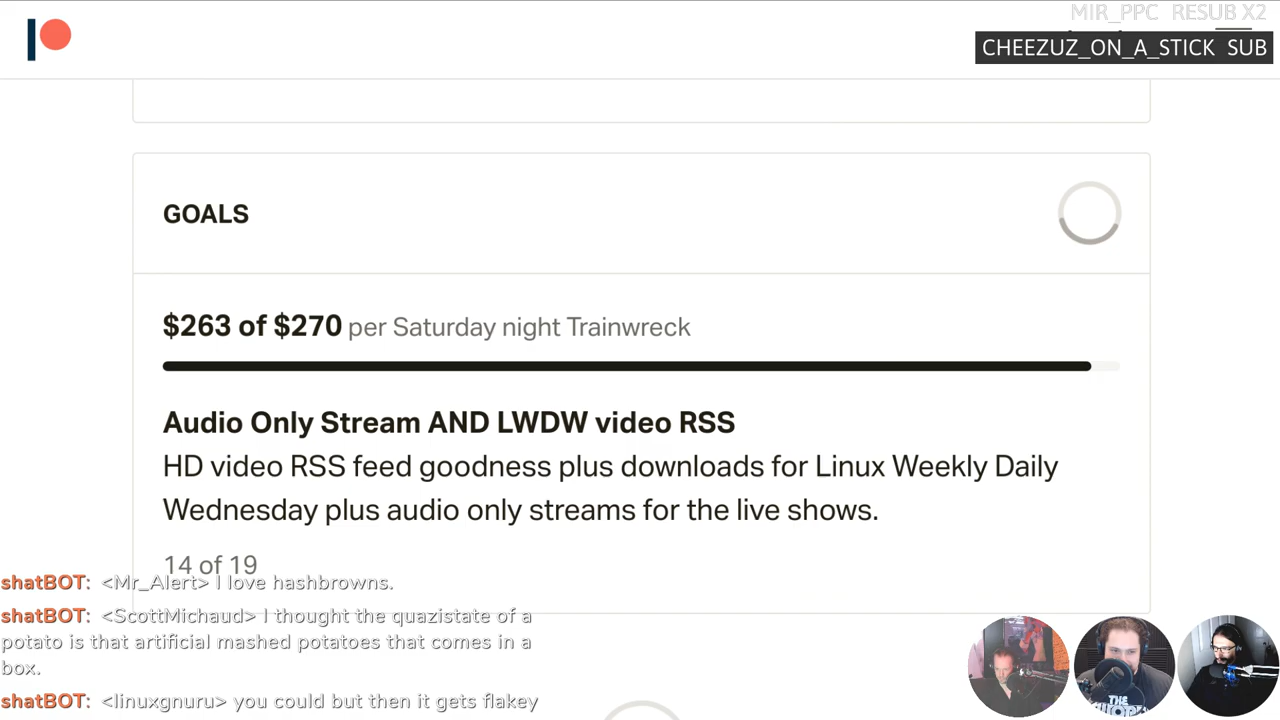 MIR_PPC RESUB X2
CHEEZUZ_ON_A_STICK SUB
GOALS
$263 of $270 per Saturday night Trainwreck
Audio Only Stream AND LWDW video RSS
HD video RSS feed goodness plus downloads for Linux Weekly Daily
Wednesday plus audio only streams for the live shows.
14 of 19
shatBOT: <Mr_Alert> I love hashbrowns.
shatBOT: <ScottMichaud> I thought the quazistate of a
potato is that artificial mashed potatoes that comes in a
box.
shatBOT: <linuxgnuru> you could but then it gets flakey
THE